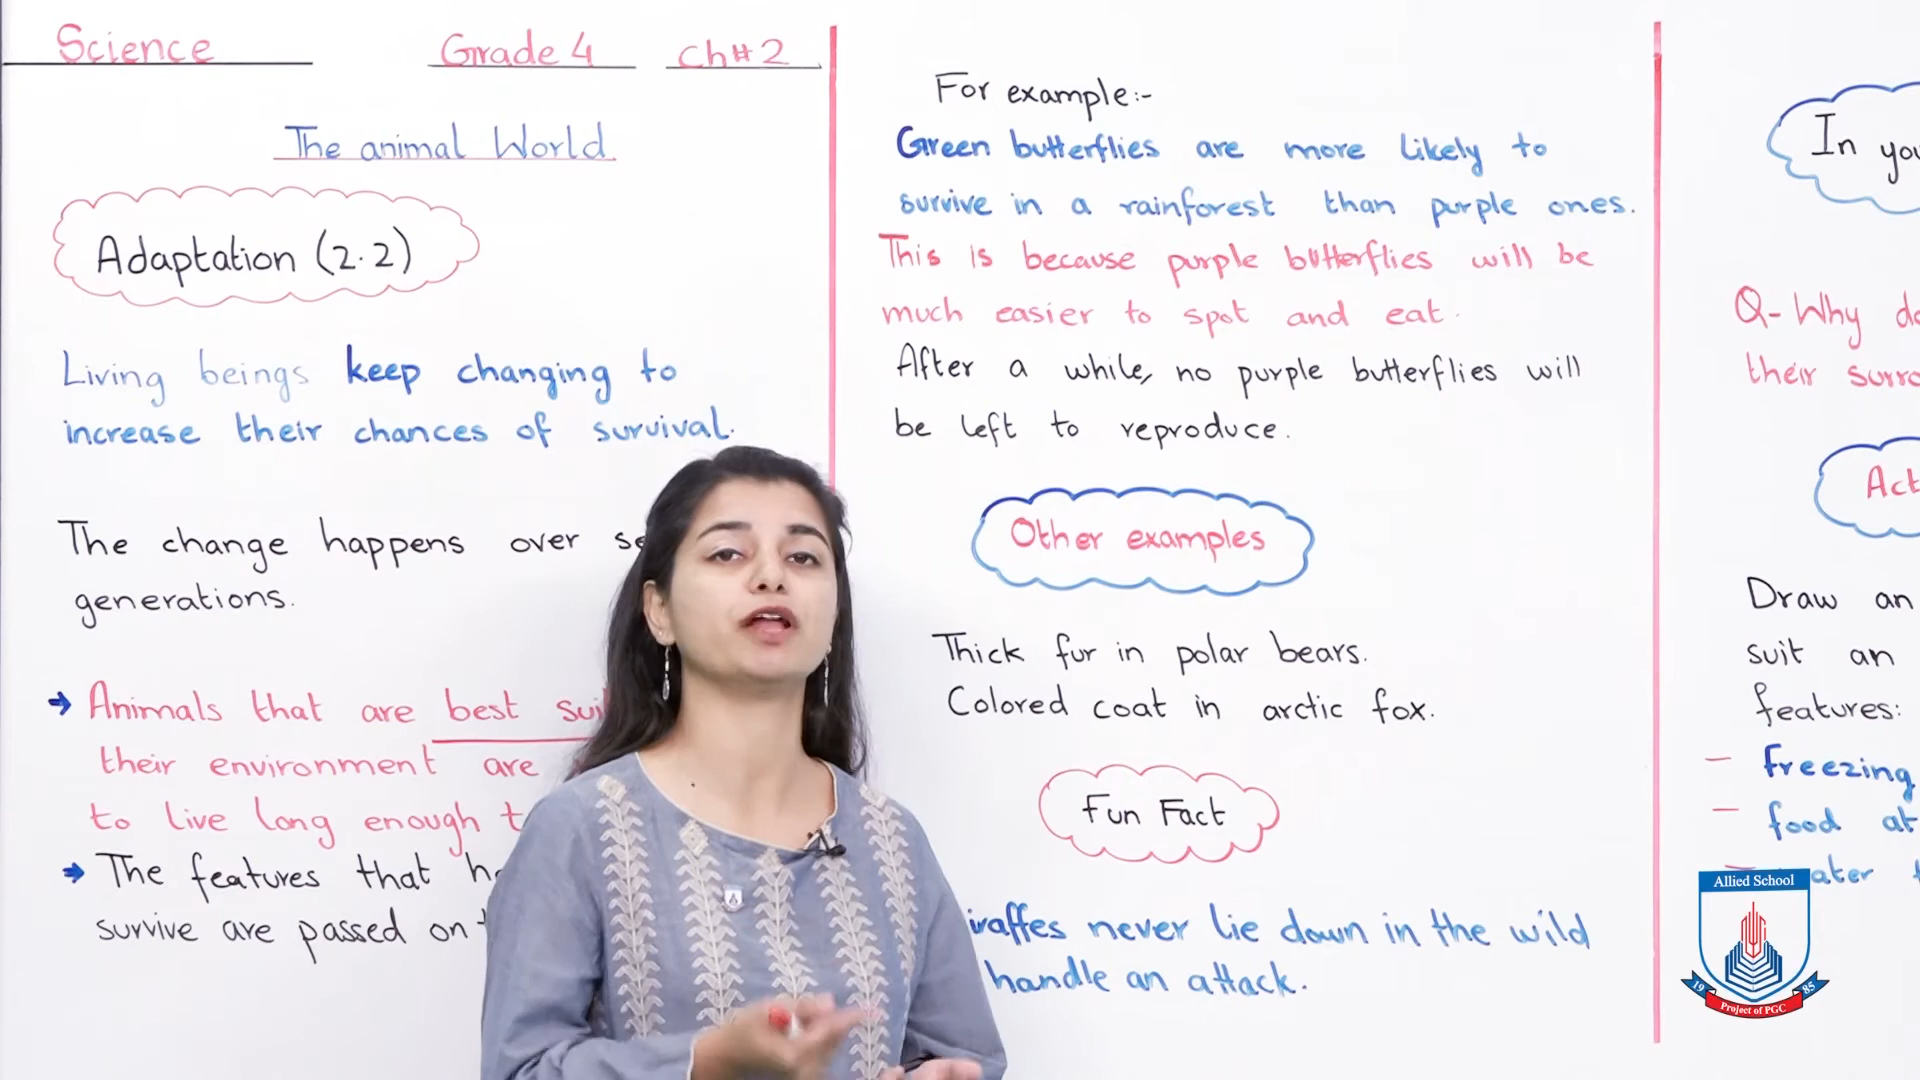 Science Grade 4 Ch#2
The animal World
Adaptation (2.2)
Living beings keep changing to
increase their chances of survival.
The change happens over
generations.
→ Animals that are best
their environment are
to live long enough
→ The features that
survive are passed on
For example:-
Green butterflies are more likely to
survive in a rainforest than purple ones.
This is because purple butterflies will be
much easier to spot and eat.
After a while, no purple butterflies will
be left to reproduce.
Other examples
Thick fur in polar bears.
Colored coat in arctic fox.
Fun Fact
never lie down in the wild
handle an attack.
In
Q- Why
their
Draw an
suit an
features:
- freezing
- food
Allied School
19 85
Project of PGC